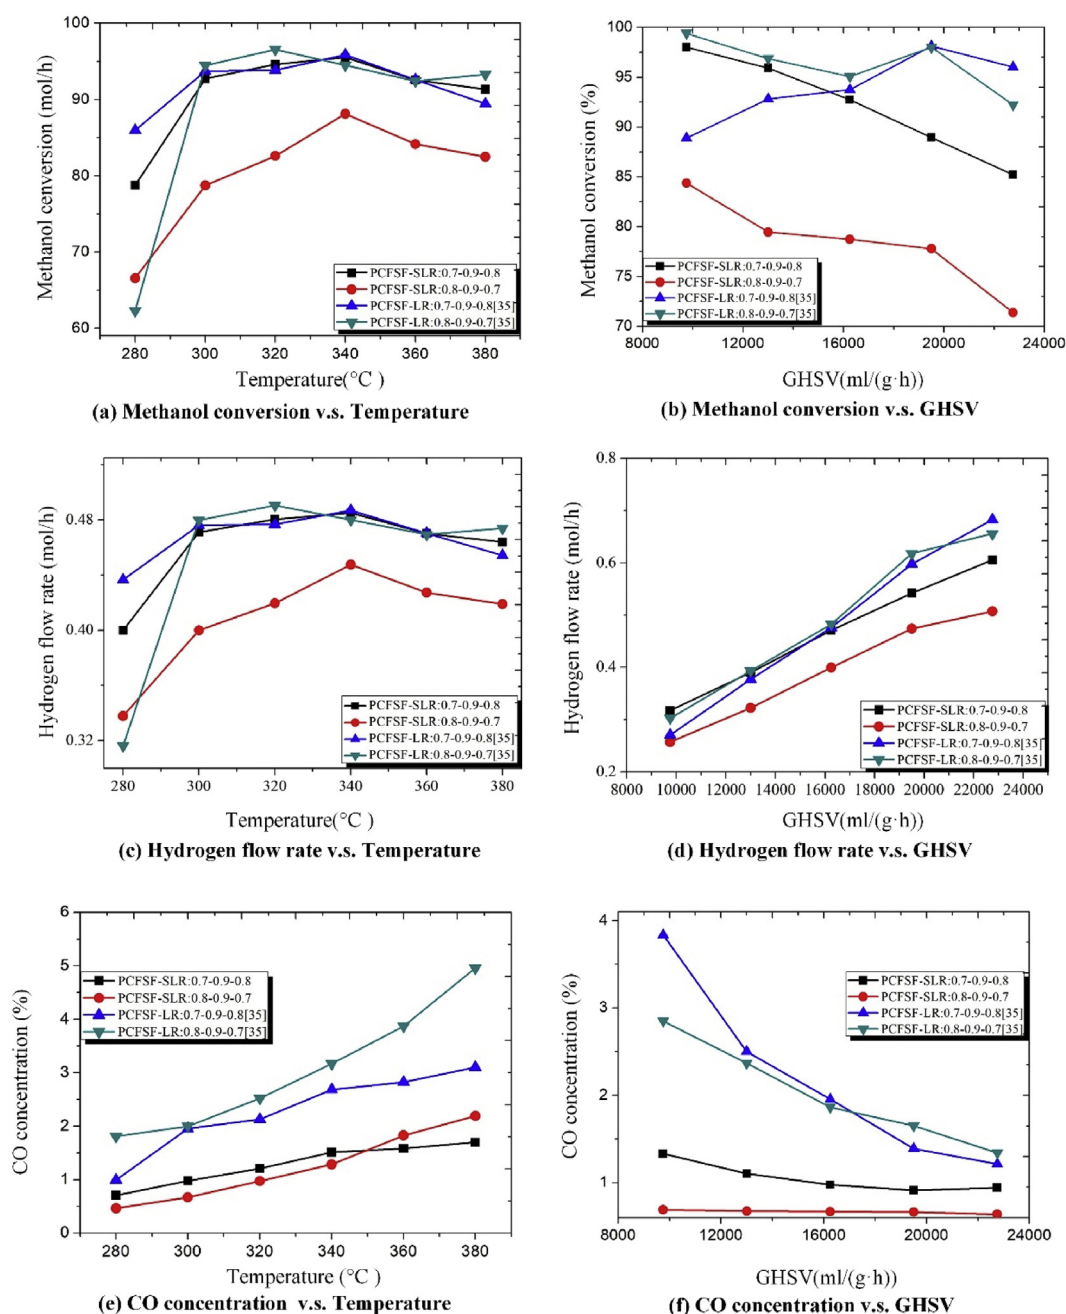 100
90
80
70
60
Methanol cenversion (mol/h)
PCFSF-SLR:0.7-0.9-0.8
PCFSF-SLR:0.8-0.9-0.7
PCFSF-LR:0.7-0.9-0.8[35]
PCFSF-LR:0.8-0.9-0.7[35]
280 300 320 340 360 380
Temperature(°C )
(a) Methanol conversion v.s. Temperature
100
95
90
85
80
75
70
Methanol conversion (%)
PCFSF-SLR:0.7-0.9-0.8
PCFSF-SLR:0.8-0.9-0.7
PCFSF-LR:0.7-0.9-0.8[35]
PCFSF-LR:0.8-0.9-0.7[35]
8000 12000 16000 20000 24000
GHSV(ml/(g·h))
(b) Methanol conversion v.s. GHSV
0.48
0.40
0.32
Hydrogen flow rate (mol/h)
PCFSF-SLR:0.7-0.9-0.8
PCFSF-SLR:0.8-0.9-0.7
PCFSF-LR:0.7-0.9-0.8[35]
PCFSF-LR:0.8-0.9-0.7[35]
280 300 320 340 360 380
Temperature(°C )
(c) Hydrogen flow rate v.s. Temperature
0.8
0.6
0.4
0.2
Hydrogen flow rate (mol/h)
PCFSF-SLR:0.7-0.9-0.8
PCFSF-SLR:0.8-0.9-0.7
PCFSF-LR:0.7-0.9-0.8[35]
PCFSF-LR:0.8-0.9-0.7[35]
8000 10000 12000 14000 16000 18000 20000 22000 24000
GHSV(ml/(g·h))
(d) Hydrogen flow rate v.s. GHSV
6
5
4
3
2
1
0
CO concentration (%)
PCFSF-SLR:0.7-0.9-0.8
PCFSF-SLR:0.8-0.9-0.7
PCFSF-LR:0.7-0.9-0.8[35]
PCFSF-LR:0.8-0.9-0.7[35]
280 300 320 340 360 380
Temperature (°C )
(e) CO concentration v.s. Temperature
4
3
2
1
CO concentration (%)
PCFSF-SLR:0.7-0.9-0.8
PCFSF-SLR:0.8-0.9-0.7
PCFSF-LR:0.7-0.9-0.8[35]
PCFSF-LR:0.8-0.9-0.7[35]
8000 12000 16000 20000 24000
GHSV(ml/(g·h))
(f) CO concentration v.s. GHSV